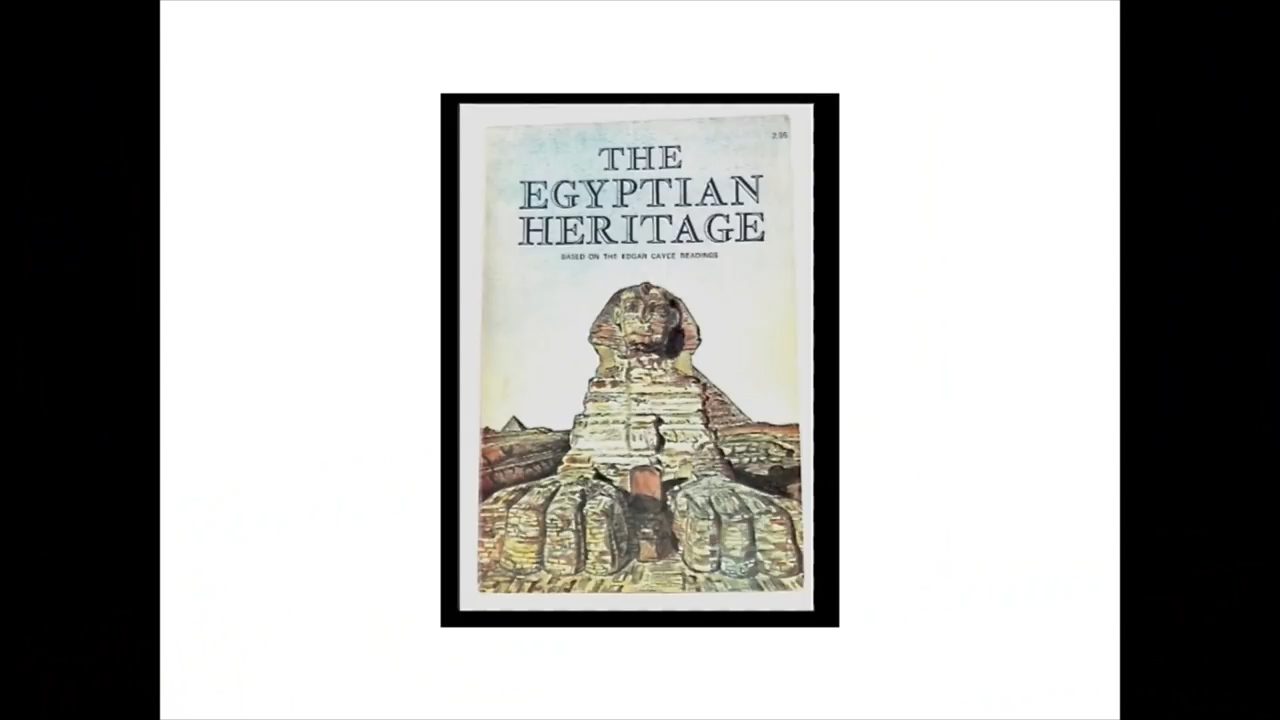 2.95
THE
EGYPTIAN
HERITAGE
BASED ON THE EDGAR CAYCE READINGS